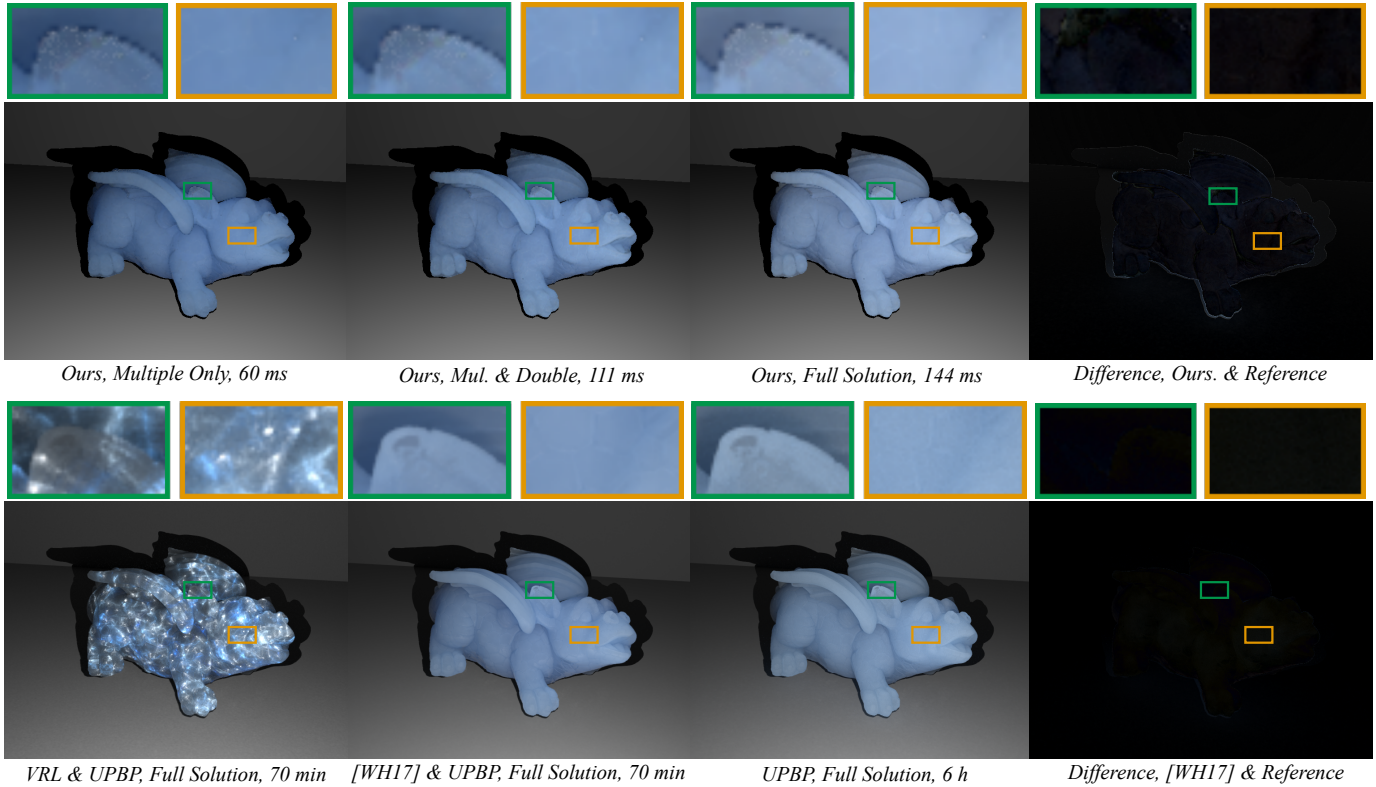 Ours, Multiple Only, 60 ms
Ours, Mul. & Double, 111 ms
Ours, Full Solution, 144 ms
Difference, Ours. & Reference
VRL & UPBP, Full Solution, 70 min
[WH17] & UPBP, Full Solution, 70 min
UPBP, Full Solution, 6 h
Difference, [WH17] & Reference